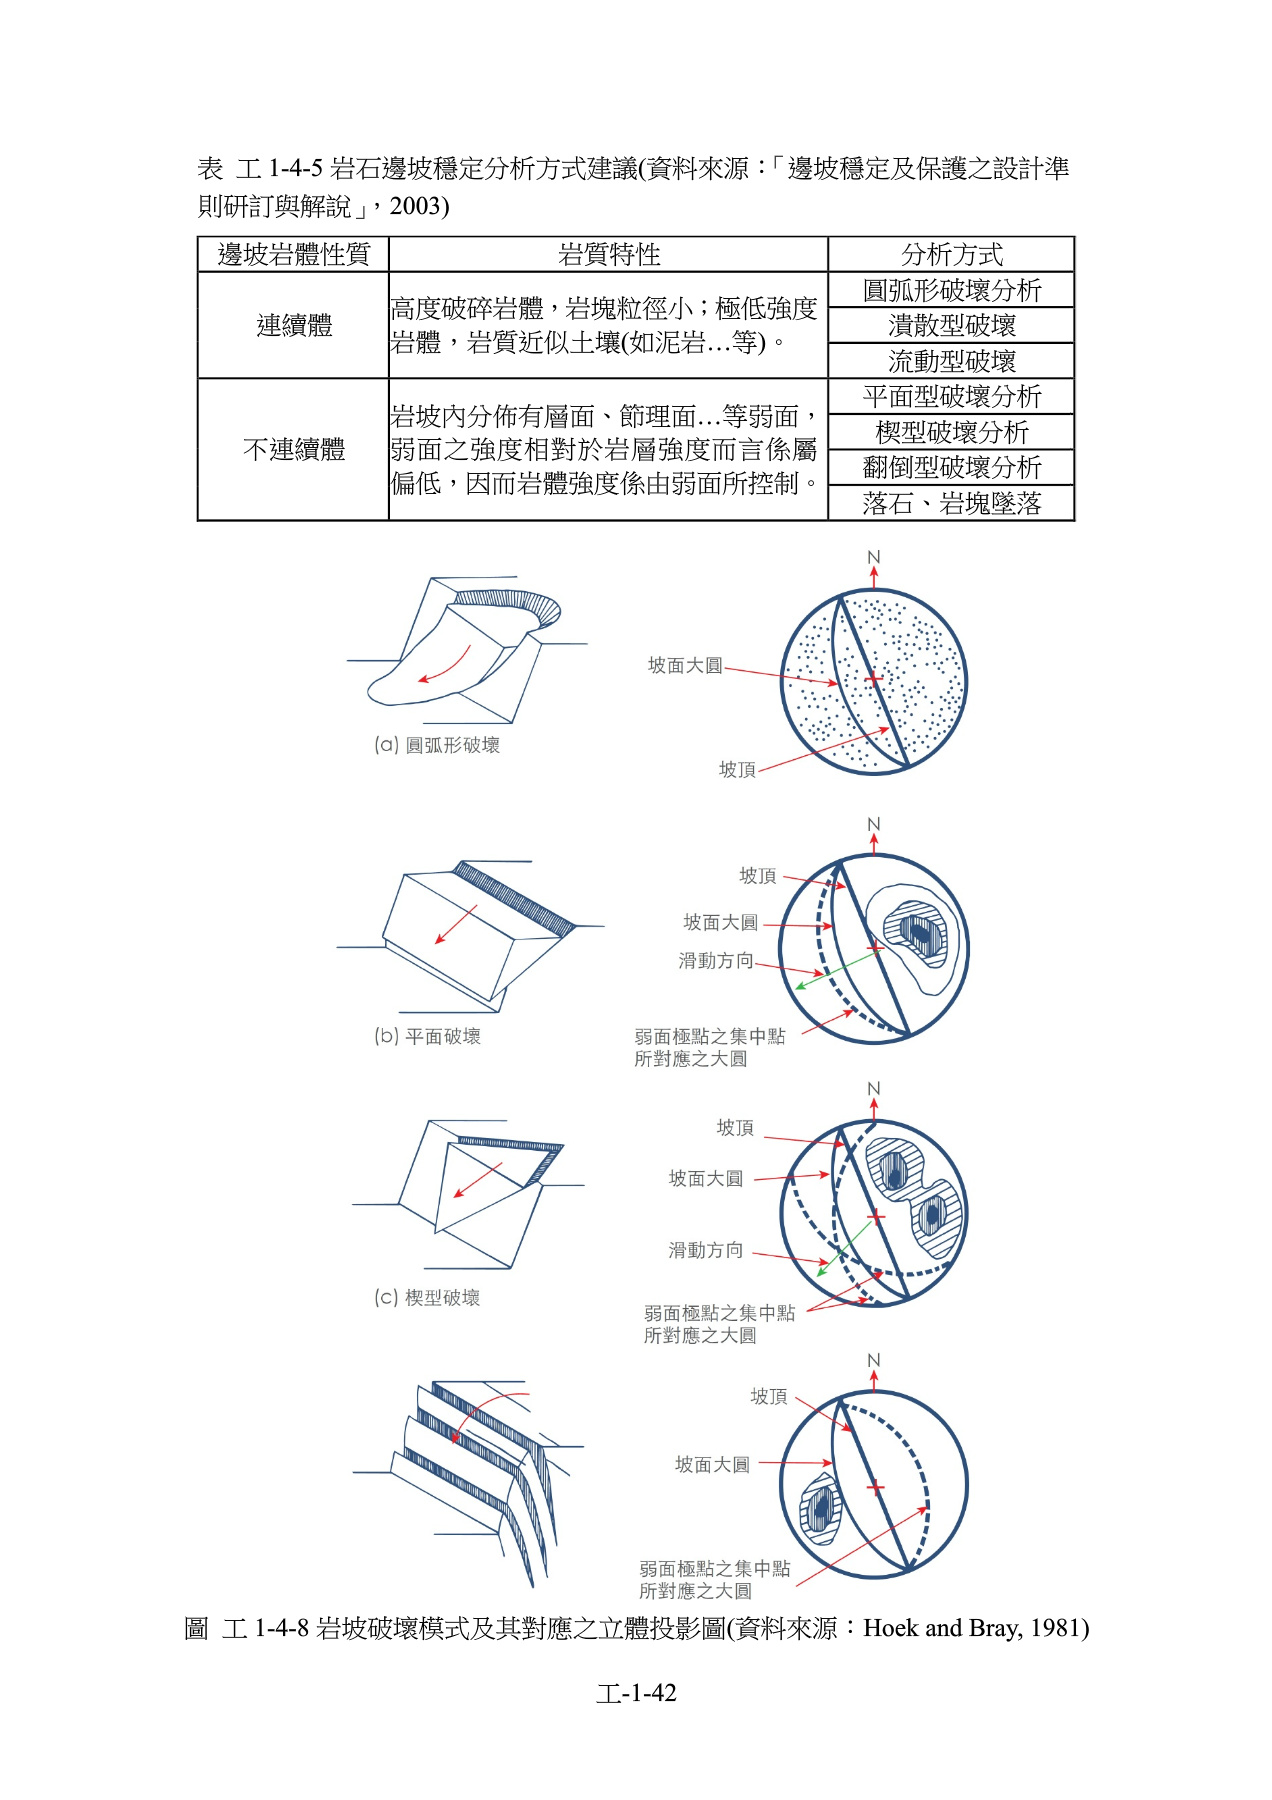 表 工 1-4-5 岩石邊坡穩定分析方式建議(資料來源：「邊坡穩定及保護之設計準
則研訂與解說」，2003)
邊坡岩體性質 岩質特性 分析方式
連續體
高度破碎岩體，岩塊粒徑小；極低強度
岩體，岩質近似土壤(如泥岩…等)。
圓弧形破壞分析
潰散型破壞
流動型破壞
不連續體
岩坡內分佈有層面、節理面…等弱面，
弱面之強度相對於岩層強度而言係屬
偏低，因而岩體強度係由弱面所控制。
平面型破壞分析
楔型破壞分析
翻倒型破壞分析
落石、岩塊墜落
N
坡面大圓
坡頂
(a) 圓弧形破壞
N
坡頂
坡面大圓
滑動方向
弱面極點之集中點
所對應之大圓
(b) 平面破壞
N
坡頂
坡面大圓
滑動方向
弱面極點之集中點
所對應之大圓
(c) 楔型破壞
N
坡頂
坡面大圓
弱面極點之集中點
所對應之大圓
圖 工 1-4-8 岩坡破壞模式及其對應之立體投影圖(資料來源：Hoek and Bray, 1981)
工-1-42